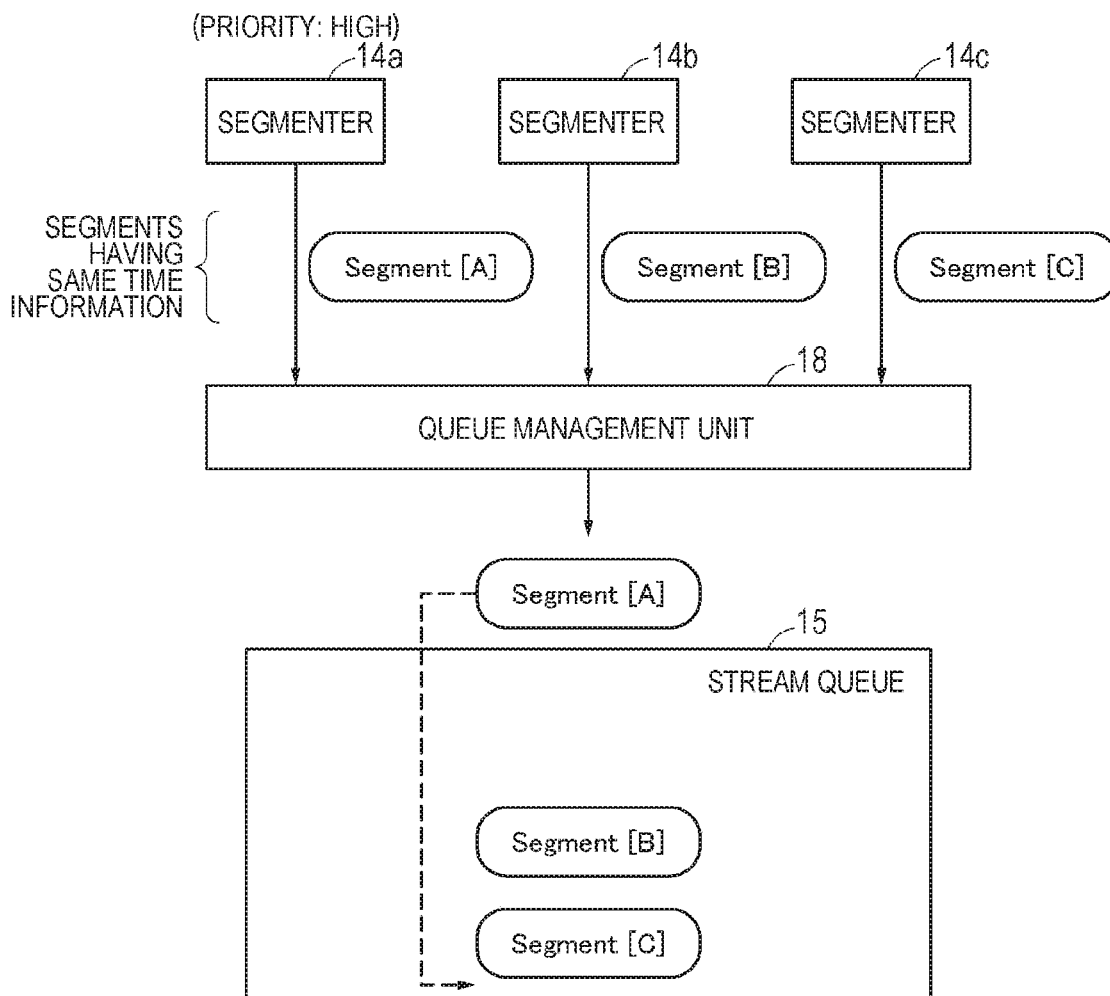 (PRIORITY: HIGH)
14a
14b
14c
SEGMENTER
SEGMENTER
SEGMENTER
SEGMENTS
HAVING
SAME TIME
INFORMATION
Segment [A]
Segment [B]
Segment [C]
18
QUEUE MANAGEMENT UNIT
Segment [A]
15
STREAM QUEUE
Segment [B]
Segment [C]